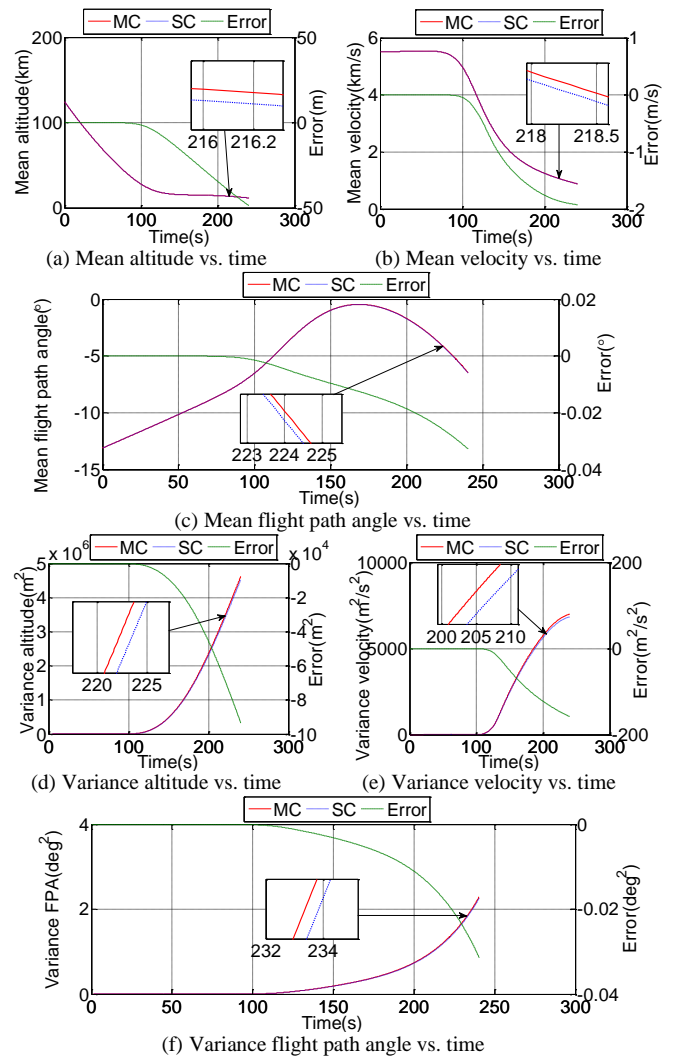 MC SC Error
Mean altitude(km)
200
100
0
50
0
-50
Error(m)
216 216.2
0 100 200 300
Time(s)
(a) Mean altitude vs. time
MC SC Error
Mean velocity(km/s)
6
4
2
0
1
0
-1
-2
Error(m/s)
218 218.5
0 100 200 300
Time(s)
(b) Mean velocity vs. time
MC SC Error
Mean flight path angle(°)
0
-5
-10
-15
0.02
0
-0.02
-0.04
Error(°)
223 224 225
0 50 100 150 200 250 300
Time(s)
(c) Mean flight path angle vs. time
MC SC Error
x 10^6
x 10^4
Variance altitude(m^2)
5
4
3
2
1
0
0
-2
-4
-6
-8
-10
Error(m^2)
220 225
0 100 200 300
Time(s)
(d) Variance altitude vs. time
MC SC Error
Variance velocity(m^2/s^2)
10000
5000
0
200
0
-200
Error(m^2/s^2)
200 205 210
0 100 200 300
Time(s)
(e) Variance velocity vs. time
MC SC Error
Variance FPA(deg^2)
4
2
0
0
-0.02
-0.04
Error(deg^2)
232 234
0 50 100 150 200 250 300
Time(s)
(f) Variance flight path angle vs. time